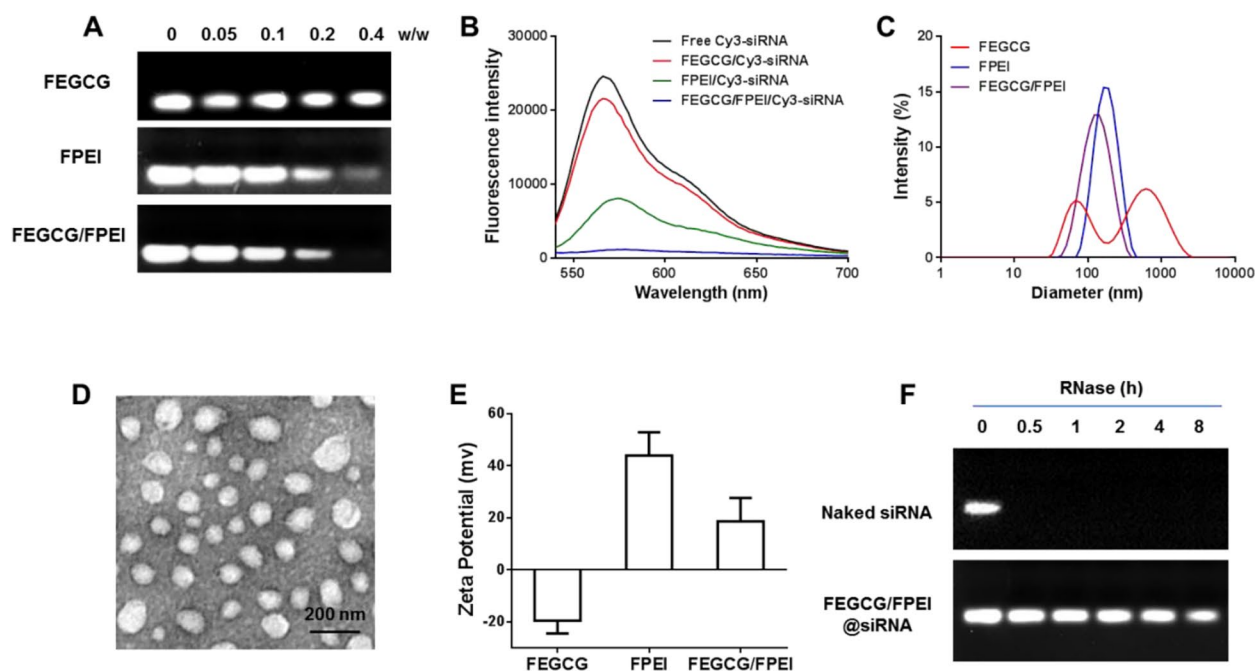 A
0 0.05 0.1 0.2 0.4 w/w
FEGCG
FPEI
FEGCG/FPEI
B
Fluorescence intensity
30000
20000
10000
0
550 600 650 700
Wavelength (nm)
Free Cy3-siRNA
FEGCG/Cy3-siRNA
FPEI/Cy3-siRNA
FEGCG/FPEI/Cy3-siRNA
C
Intensity (%)
20
15
10
5
0
1 10 100 1000 10000
Diameter (nm)
FEGCG
FPEI
FEGCG/FPEI
D
200 nm
E
Zeta Potential (mv)
60
40
20
0
-20
FEGCG FPEI FEGCG/FPEI
F
RNase (h)
0 0.5 1 2 4 8
Naked siRNA
FEGCG/FPEI
@siRNA